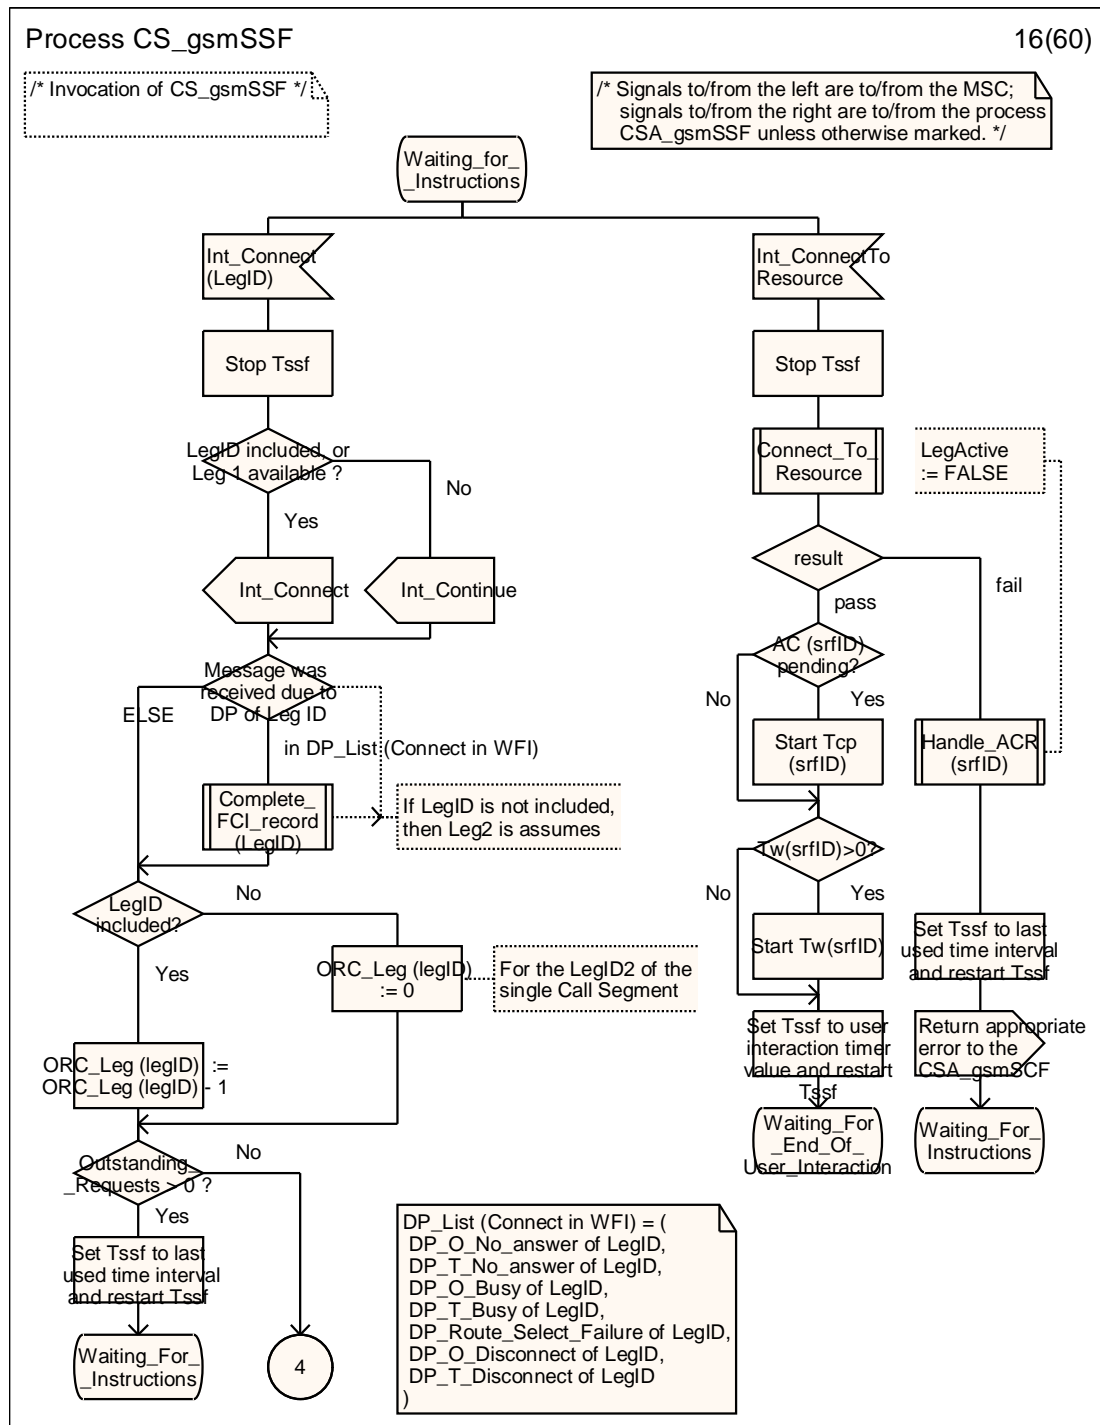 Process CS_gsmSSF
16(60)
/* Invocation of CS_gsmSSF */
/* Signals to/from the left are to/from the MSC;
signals to/from the right are to/from the process
CSA_gsmSSF unless otherwise marked. */
Waiting_for_
_Instructions
Int_Connect
(LegID)
Stop Tssf
LegID included, or
Leg 1 available ?
No
Yes
Int_Connect
Int_Continue
Message was
received due to
DP of Leg ID
ELSE
in DP_List (Connect in WFI)
Complete_
FCI_record
(LegID)
If LegID is not included,
then Leg2 is assumes
LegID
included?
No
Yes
ORC_Leg (legID)
:= 0
For the LegID2 of the
single Call Segment
ORC_Leg (legID) :=
ORC_Leg (legID) - 1
Outstanding_
_Requests > 0 ?
No
Yes
Set Tssf to last
used time interval
and restart Tssf
Waiting_For_
_Instructions
4
DP_List (Connect in WFI) = (
DP_O_No_answer of LegID,
DP_T_No_answer of LegID,
DP_O_Busy of LegID,
DP_T_Busy of LegID,
DP_Route_Select_Failure of LegID,
DP_O_Disconnect of LegID,
DP_T_Disconnect of LegID
)
Int_ConnectTo
Resource
Stop Tssf
Connect_To_
Resource
LegActive
:= FALSE
result
fail
pass
AC (srfID)
pending?
No
Yes
Start Tcp
(srfID)
Handle_ACR
(srfID)
Tw(srfID)>0?
No
Yes
Start Tw(srfID)
Set Tssf to last
used time interval
and restart Tssf
Set Tssf to user
interaction timer
value and restart
Tssf
Return appropriate
error to the
CSA_gsmSCF
Waiting_For
_End_Of_
User_Interaction
Waiting_For_
Instructions